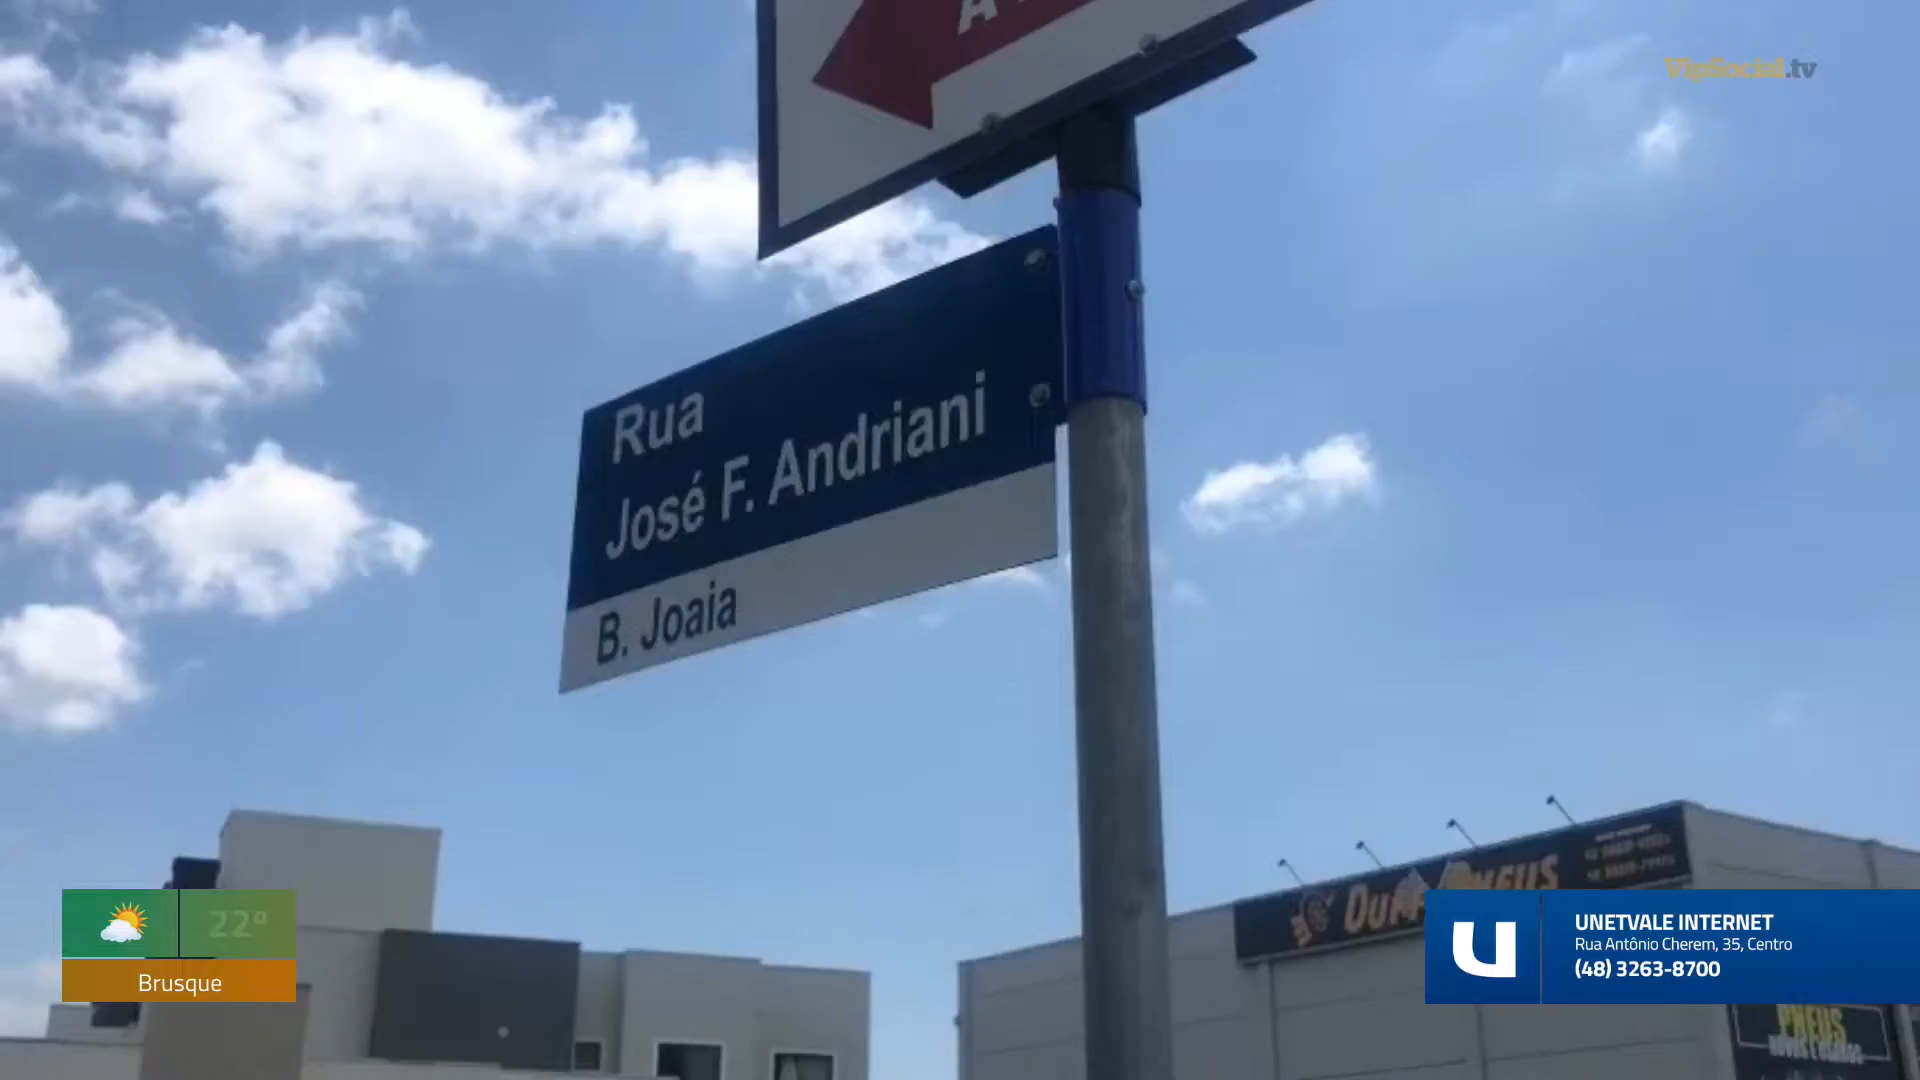 VipSocial.tv
Rua
José F. Andriani
B. Joaia
PNEUS
22°
Brusque
UNETVALE INTERNET
Rua Antônio Cherem, 35, Centro
(48) 3263-8700
PNEUS